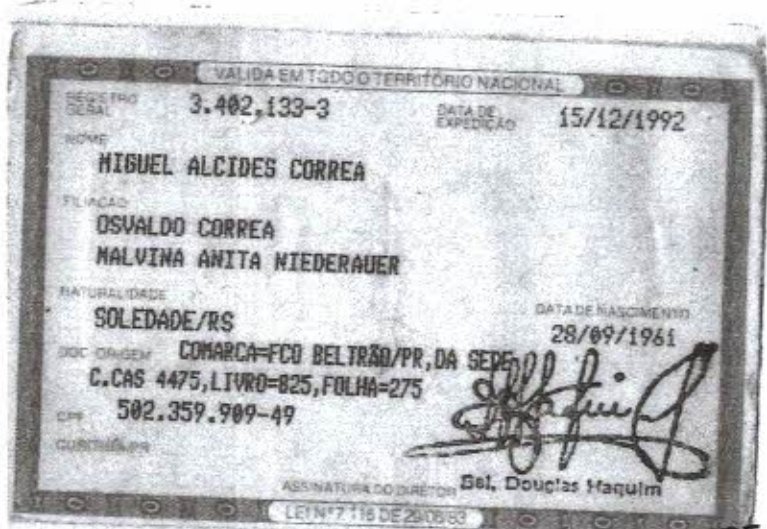 VALIDA EM TODO O TERRITÓRIO NACIONAL
REGISTRO GERAL 3.402.133-3 DATA DE EXPEDIÇÃO 15/12/1992
NOME
MIGUEL ALCIDES CORREA
FILIAÇÃO
OSVALDO CORREA
MALVINA ANITA NIEDERAUER
NATURALIDADE DATA DE NASCIMENTO
SOLEDADE/RS 28/09/1961
DOC ORIGEM COMARCA=FCO BELTRÃO/PR,DA SEDE
C.CAS 4475,LIVRO=B25,FOLHA=275
CPF 502.359.909-49
CURITIBA-PR
ASSINATURA DO DIRETOR Bel. Douglas Haquim
LEI Nº 7.116 DE 29/08/83